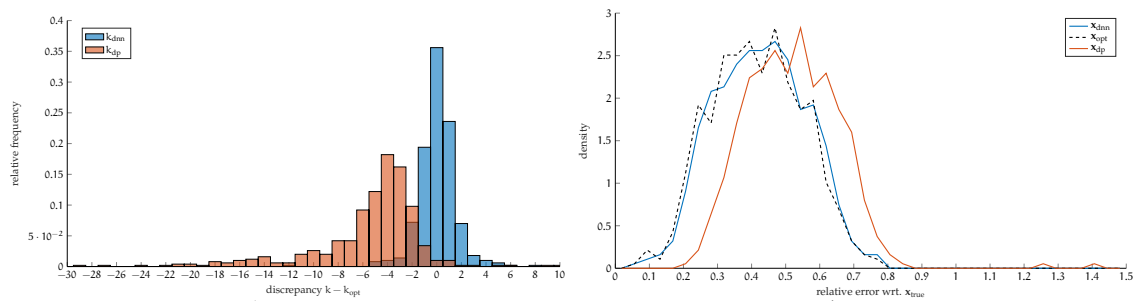 0.4
0.35
0.3
0.25
0.2
0.15
0.1
5 · 10−2
0
relative frequency
k_dnn
k_dp
−30 −28 −26 −24 −22 −20 −18 −16 −14 −12 −10 −8 −6 −4 −2 0 2 4 6 8 10
discrepancy k − k_opt
3
2.5
2
1.5
1
0.5
0
density
x_dnn
x_opt
x_dp
0.1 0.2 0.3 0.4 0.5 0.6 0.7 0.8 0.9 1 1.1 1.2 1.3 1.4 1.5
relative error wrt. x_true